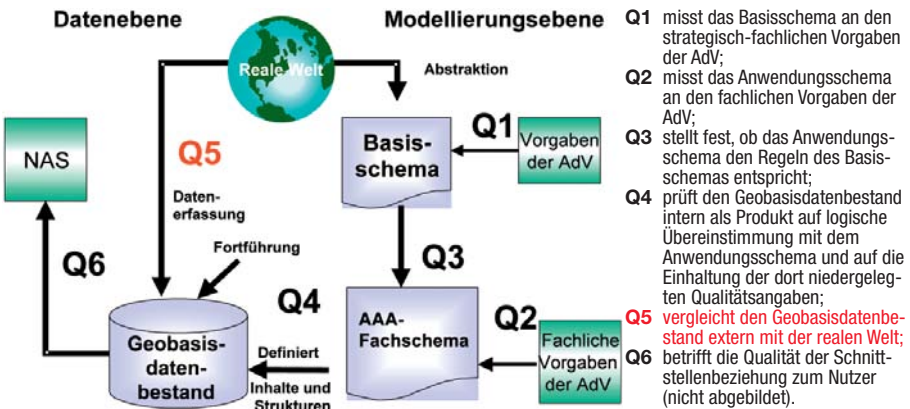 Datenebene
Modellierungsebene
Reale Welt
Abstraktion
NAS
Q5
Daten-
erfassung
Fortführung
Q6
Geobasis-
daten-
bestand
Q4
Definiert
Inhalte und
Strukturen
Basis-
schema
Q1
Vorgaben
der AdV
Q3
AAA-
Fachschema
Q2
Fachliche
Vorgaben
der AdV
Q1 misst das Basisschema an den
strategisch-fachlichen Vorgaben
der AdV;
Q2 misst das Anwendungsschema
an den fachlichen Vorgaben der
AdV;
Q3 stellt fest, ob das Anwendungs-
schema den Regeln des Basis-
schemas entspricht;
Q4 prüft den Geobasisdatenbestand
intern als Produkt auf logische
Übereinstimmung mit dem
Anwendungsschema und auf die
Einhaltung der dort niedergeleg-
ten Qualitätsangaben;
Q5 vergleicht den Geobasisdatenbe-
stand extern mit der realen Welt;
Q6 betrifft die Qualität der Schnitt-
stellenbeziehung zum Nutzer
(nicht abgebildet).